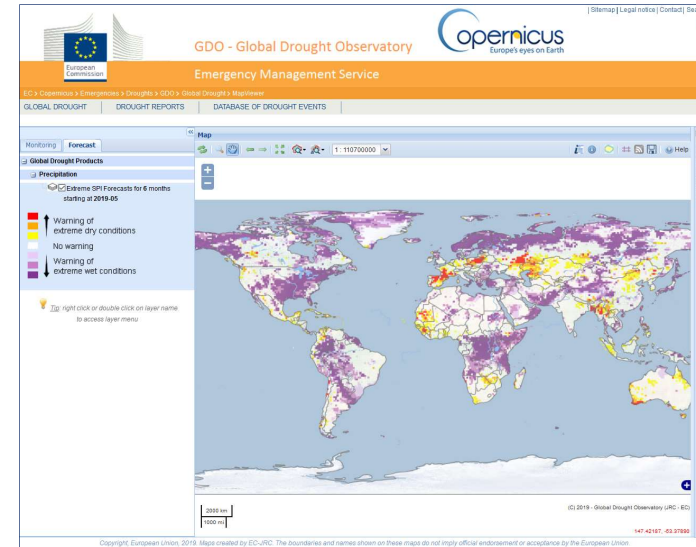 | Sitemap | Legal notice | Contact |
European
Commission
GDO - Global Drought Observatory
opernicus
Europe's eyes on Earth
Emergency Management Service
EC > Copernicus > Emergencies > Droughts > GDO > Global Drought > MapViewer
GLOBAL DROUGHT
DROUGHT REPORTS
DATABASE OF DROUGHT EVENTS
Map
Monitoring
Forecast
1 : 110700000
Help
Global Drought Products
Precipitation
Extreme SPI Forecasts for 6 months
starting at 2019-05
Warning of
extreme dry conditions
No warning
Warning of
extreme wet conditions
Tip: right click or double click on layer name
to access layer menu
2000 km
1000 mi
(C) 2019 - Global Drought Observatory (JRC - EC)
Copyright, European Union, 2019. Maps created by EC-JRC. The boundaries and names shown on these maps do not imply official endorsement or acceptance by the European Union.